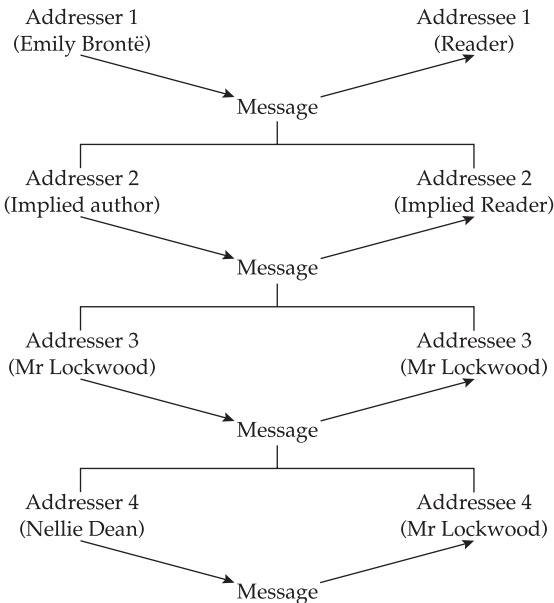 Addresser 1
(Emily Brontë)
Addressee 1
(Reader)
Message
Addresser 2
(Implied author)
Addressee 2
(Implied Reader)
Message
Addresser 3
(Mr Lockwood)
Addressee 3
(Mr Lockwood)
Message
Addresser 4
(Nellie Dean)
Addressee 4
(Mr Lockwood)
Message